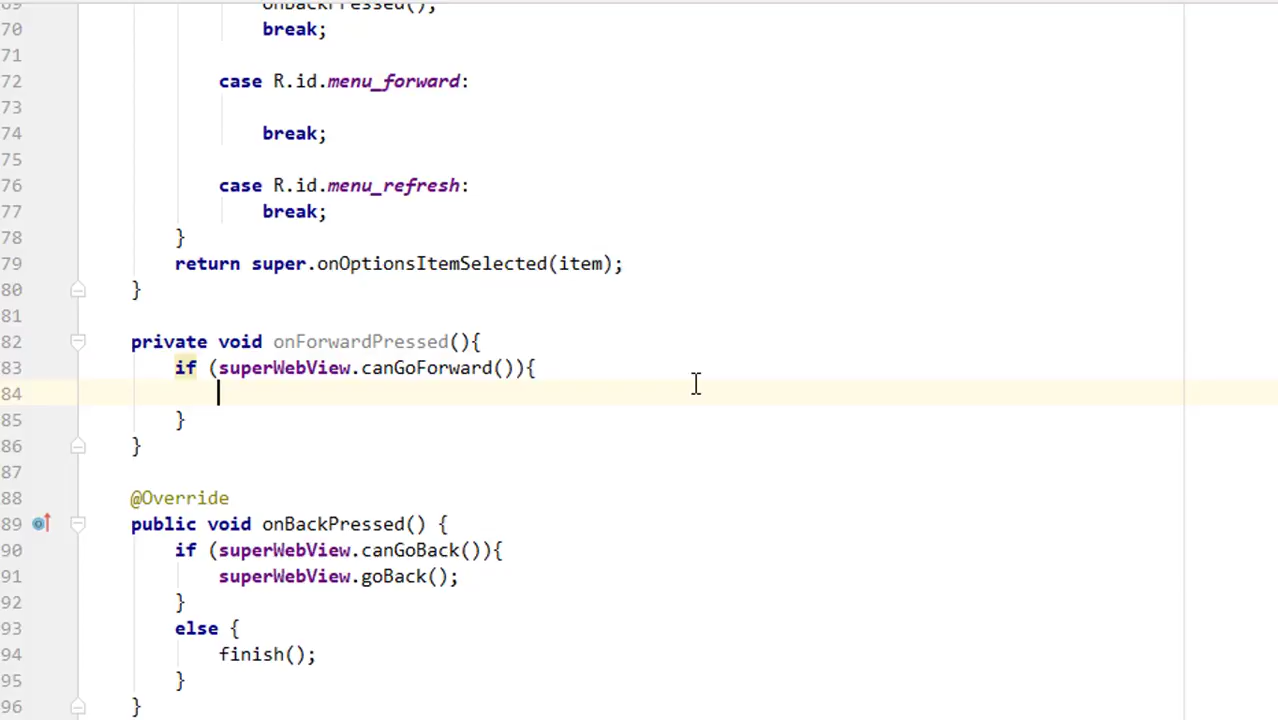 69 onBackPressed();
70 break;
71
72 case R.id.menu_forward:
73
74 break;
75
76 case R.id.menu_refresh:
77 break;
78 }
79 return super.onOptionsItemSelected(item);
80 }
81
82 private void onForwardPressed(){
83 if (superWebView.canGoForward()){
84
85 }
86 }
87
88 @Override
89 public void onBackPressed() {
90 if (superWebView.canGoBack()){
91 superWebView.goBack();
92 }
93 else {
94 finish();
95 }
96 }